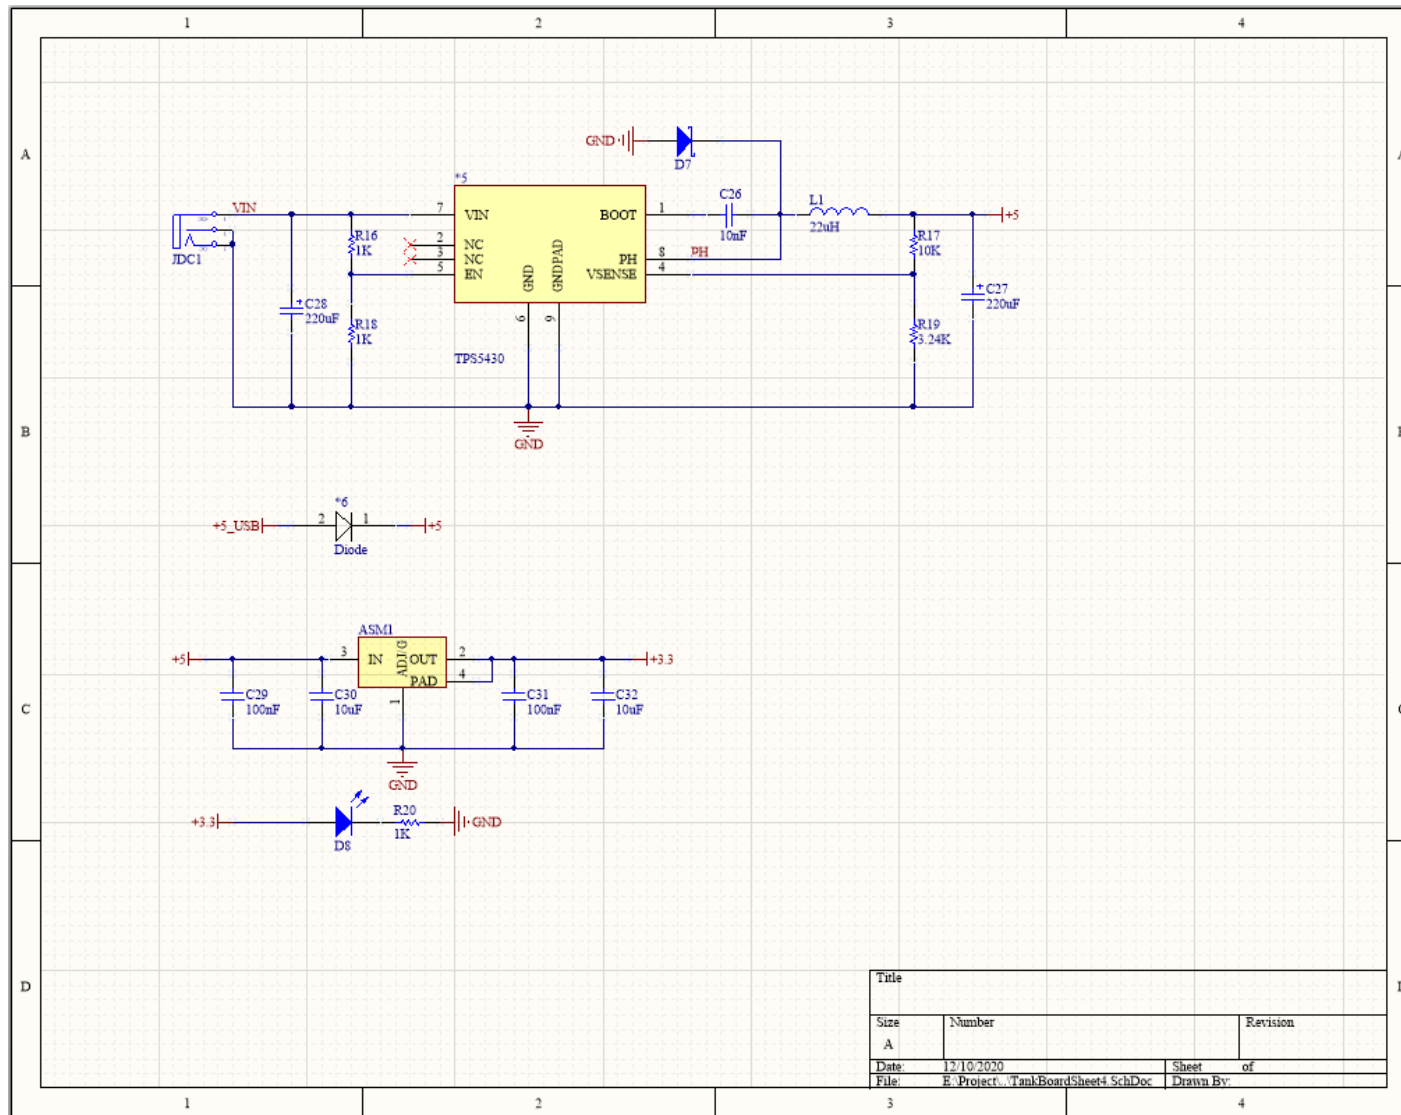 1 2 3 4
A
GND
D7
*5
C26
10nF
L1
22uH
VIN
7 VIN BOOT 1
+5
2 NC
3 NC PH 8 PH
5 EN VSENSE 4
GND GNDPAD
6 9
JDC1
R16
1K
R17
10K
C28
220uF
R18
1K
C27
220uF
R19
3.24K
TPS5430
B
GND
*6
+5_USB 2 1 +5
Diode
ASM1
+5 3 IN ADJ/G OUT 2 +3.3
PAD 4
1
C
C29
100nF
C30
10uF
C31
100nF
C32
10uF
GND
+3.3 R20 GND
D8 1K
D
Title
Size Number Revision
A
Date: 12/10/2020 Sheet of
File: E:\Project\..\TankBoardSheet4.SchDoc Drawn By:
1 2 3 4